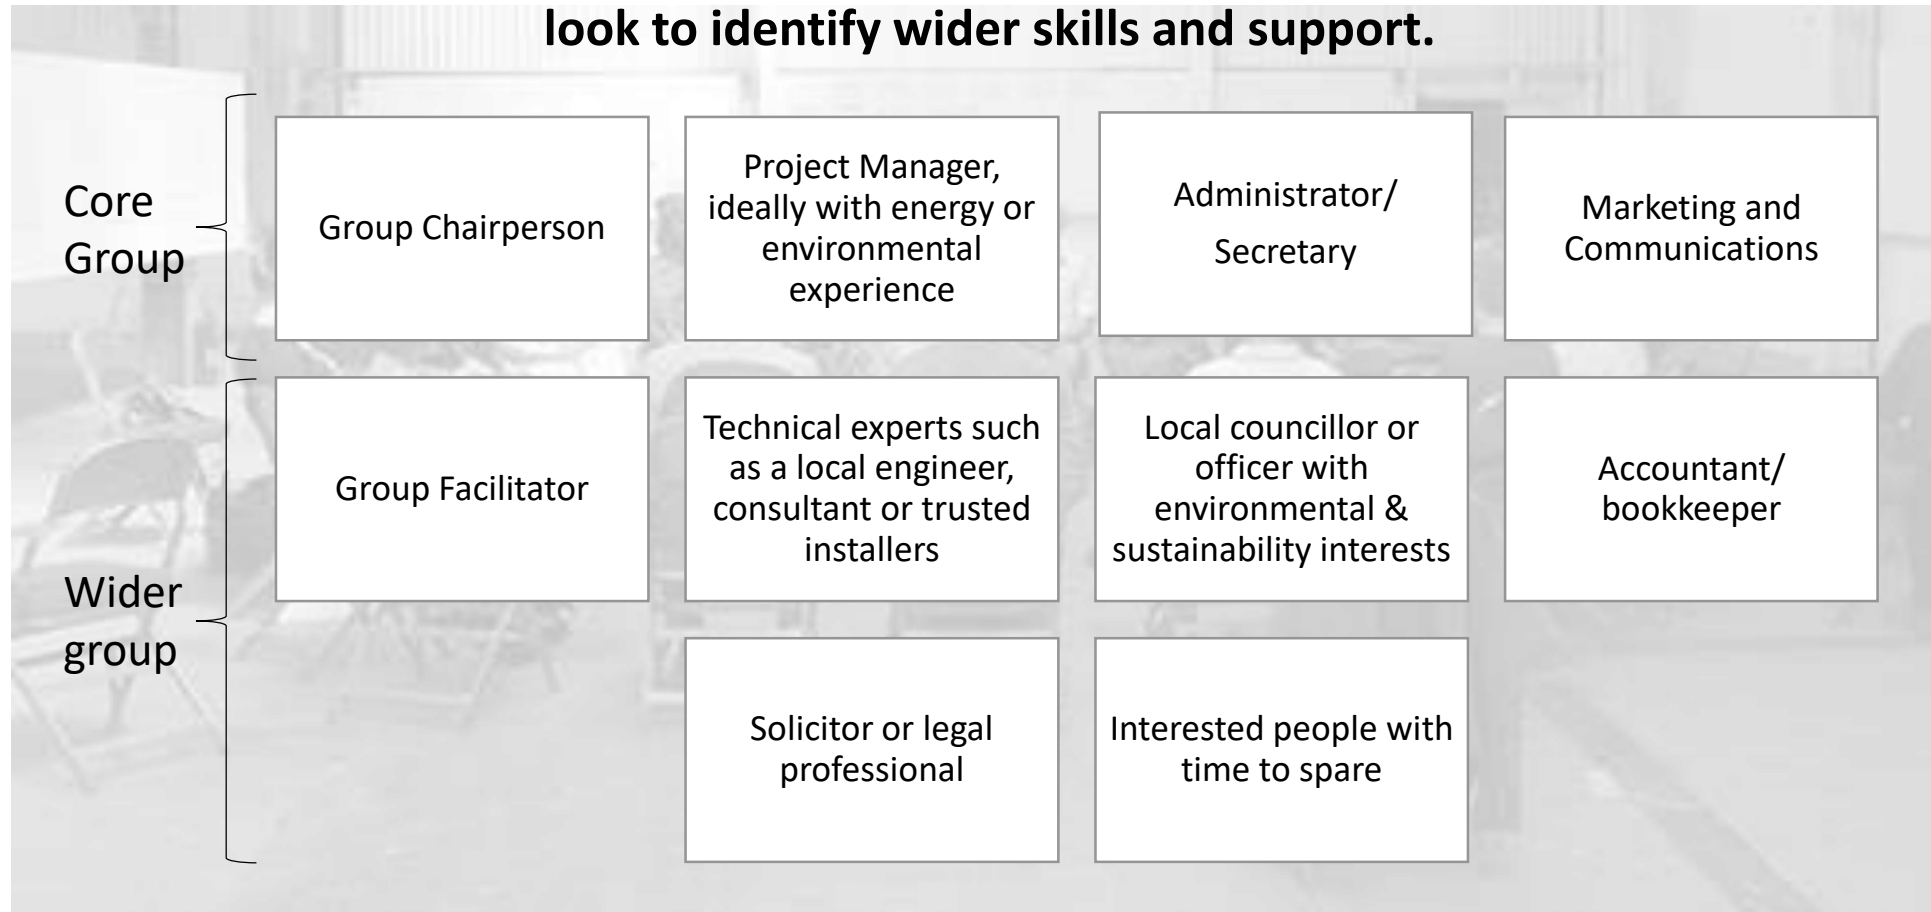 look to identify wider skills and support.
Core
Group
Group Chairperson
Project Manager,
ideally with energy or
environmental
experience
Administrator/
Secretary
Marketing and
Communications
Wider
group
Group Facilitator
Technical experts such
as a local engineer,
consultant or trusted
installers
Local councillor or
officer with
environmental &
sustainability interests
Accountant/
bookkeeper
Solicitor or legal
professional
Interested people with
time to spare